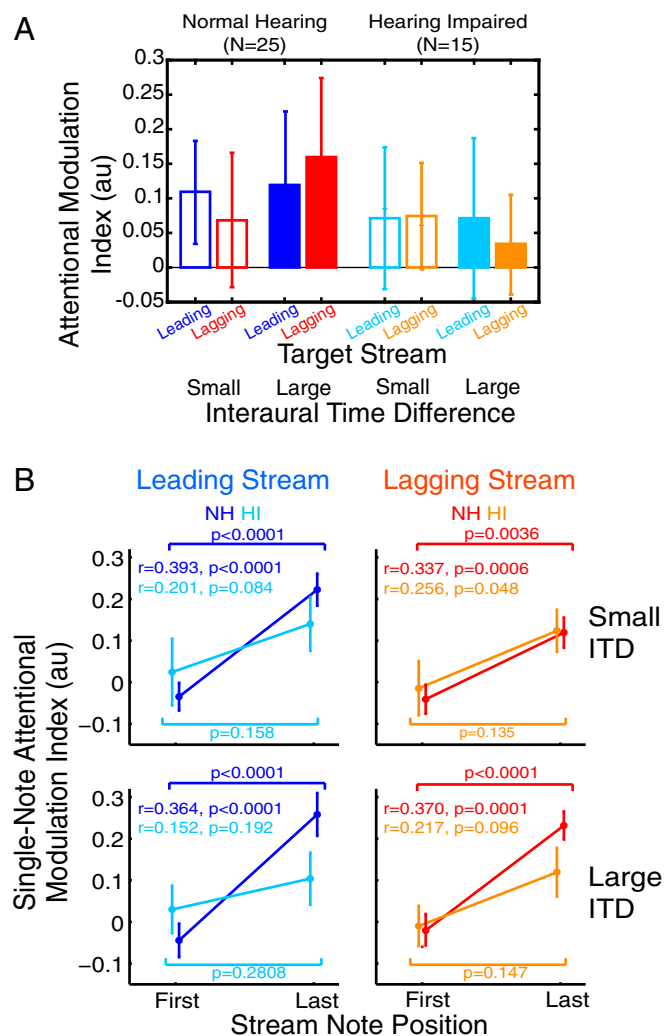 A
Normal Hearing
(N=25)
Hearing Impaired
(N=15)
Attentional Modulation
Index (au)
0.3
0.25
0.2
0.15
0.1
0.05
0
-0.05
Leading Lagging Leading Lagging Leading Lagging Leading Lagging
Target Stream
Small Large Small Large
Interaural Time Difference
B
Leading Stream
Lagging Stream
NH HI
NH HI
p<0.0001
p=0.0036
r=0.393, p<0.0001
r=0.201, p=0.084
r=0.337, p=0.0006
r=0.256, p=0.048
0.3
0.2
0.1
0
−0.1
Small
ITD
p=0.158
p=0.135
Single-Note Attentional
Modulation Index (au)
p<0.0001
p<0.0001
r=0.364, p<0.0001
r=0.152, p=0.192
r=0.370, p=0.0001
r=0.217, p=0.096
0.3
0.2
0.1
0
−0.1
Large
ITD
p=0.2808
p=0.147
First Last First Last
Stream Note Position